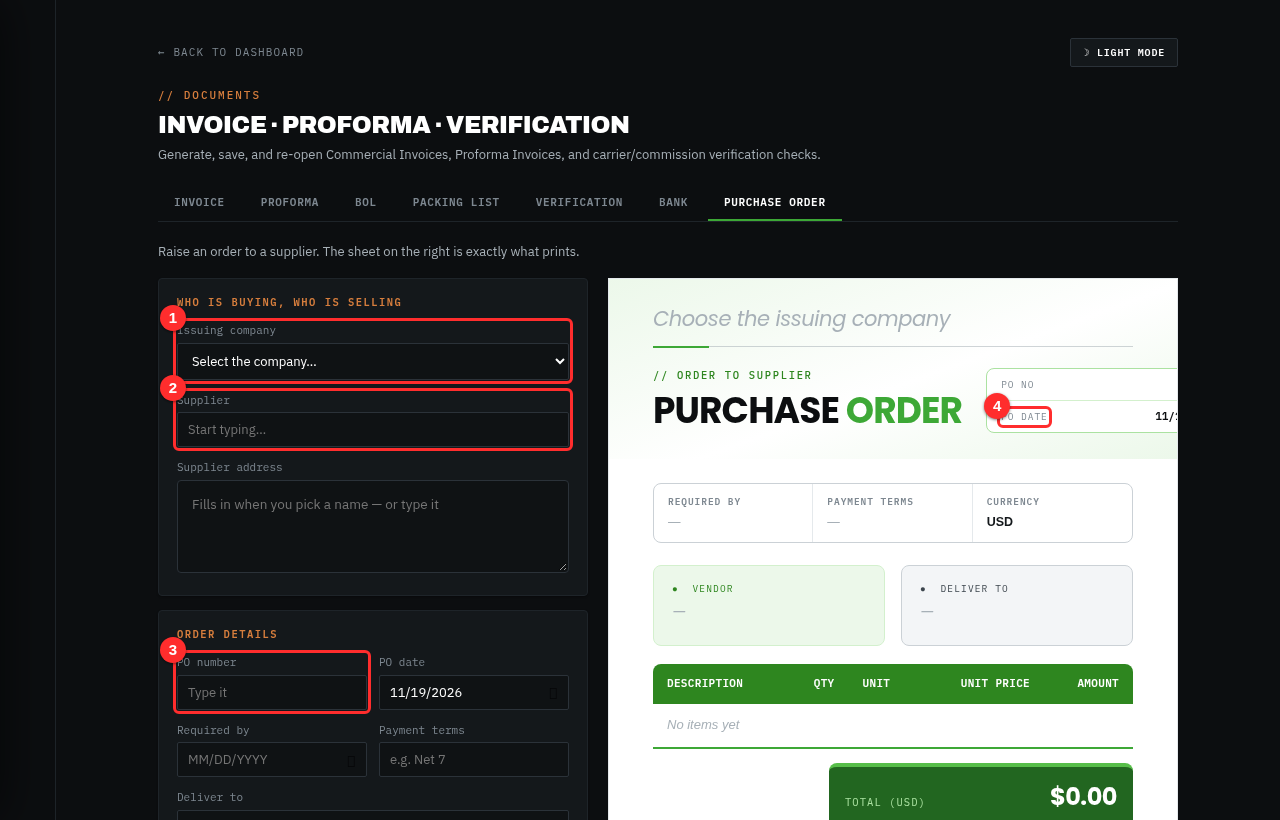 ← BACK TO DASHBOARD
☽ LIGHT MODE
// DOCUMENTS
INVOICE · PROFORMA · VERIFICATION
Generate, save, and re-open Commercial Invoices, Proforma Invoices, and carrier/commission verification checks.
INVOICE PROFORMA BOL PACKING LIST VERIFICATION BANK PURCHASE ORDER
Raise an order to a supplier. The sheet on the right is exactly what prints.
WHO IS BUYING, WHO IS SELLING
1
Issuing company
Select the company...
2
Supplier
Start typing...
Supplier address
Fills in when you pick a name — or type it
ORDER DETAILS
3
PO number
Type it
PO date
11/19/2026
Required by
MM/DD/YYYY
Payment terms
e.g. Net 7
Deliver to
Choose the issuing company
// ORDER TO SUPPLIER
PURCHASE ORDER
PO NO
4
PO DATE 11/
REQUIRED BY
—
PAYMENT TERMS
—
CURRENCY
USD
● VENDOR
—
● DELIVER TO
—
DESCRIPTION QTY UNIT UNIT PRICE AMOUNT
No items yet
TOTAL (USD) $0.00